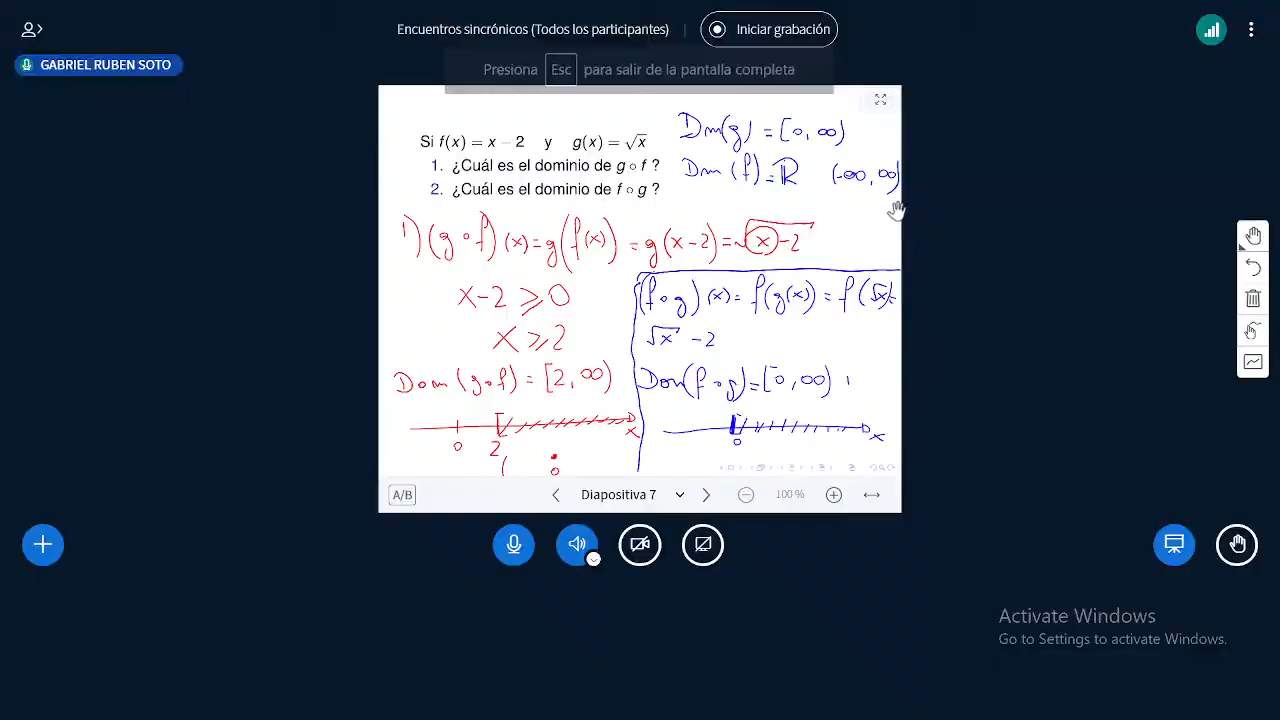 Encuentros sincrónicos (Todos los participantes)
Iniciar grabación
GABRIEL RUBEN SOTO
Presiona Esc para salir de la pantalla completa
Si f(x) = x − 2 y g(x) = √x
1. ¿Cuál es el dominio de g ∘ f ?
2. ¿Cuál es el dominio de f ∘ g ?
Dm(g) = [0, ∞)
Dm (f) = ℝ (-∞, ∞)
1) (g∘f)(x) = g(f(x)) = g(x-2) = √(x-2)
x-2 ⩾ 0
x ⩾ 2
Dom (g∘f) = [2, ∞)
0 2 x
( 0
(f∘g)(x) = f(g(x)) = f(√x) =
√x - 2
Dom(f∘g) = [0, ∞)
0 x
A/B
Diapositiva 7
100 %
Activate Windows
Go to Settings to activate Windows.